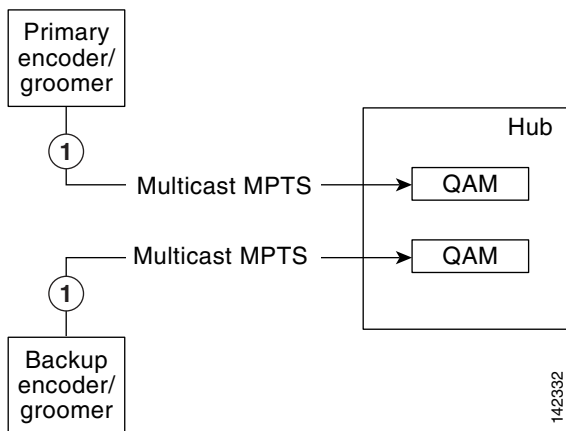 Primary
encoder/
groomer
1
Hub
Multicast MPTS
QAM
Multicast MPTS
QAM
1
Backup
encoder/
groomer
142332